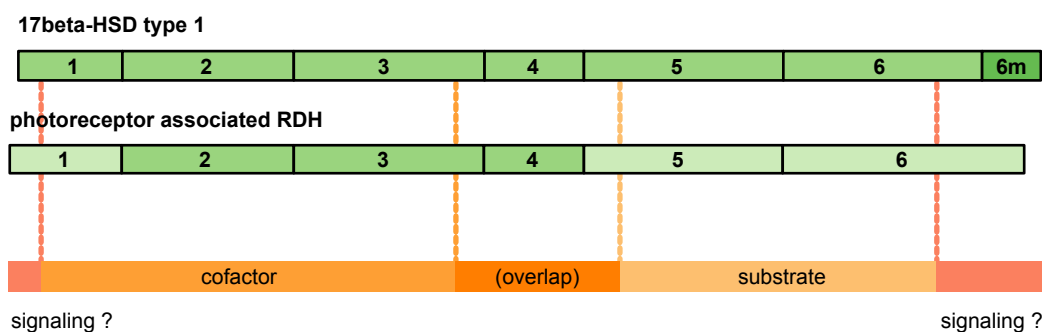 17beta-HSD type 1
1 2 3 4 5 6 6m
photoreceptor associated RDH
1 2 3 4 5 6
cofactor (overlap) substrate
signaling ? signaling ?